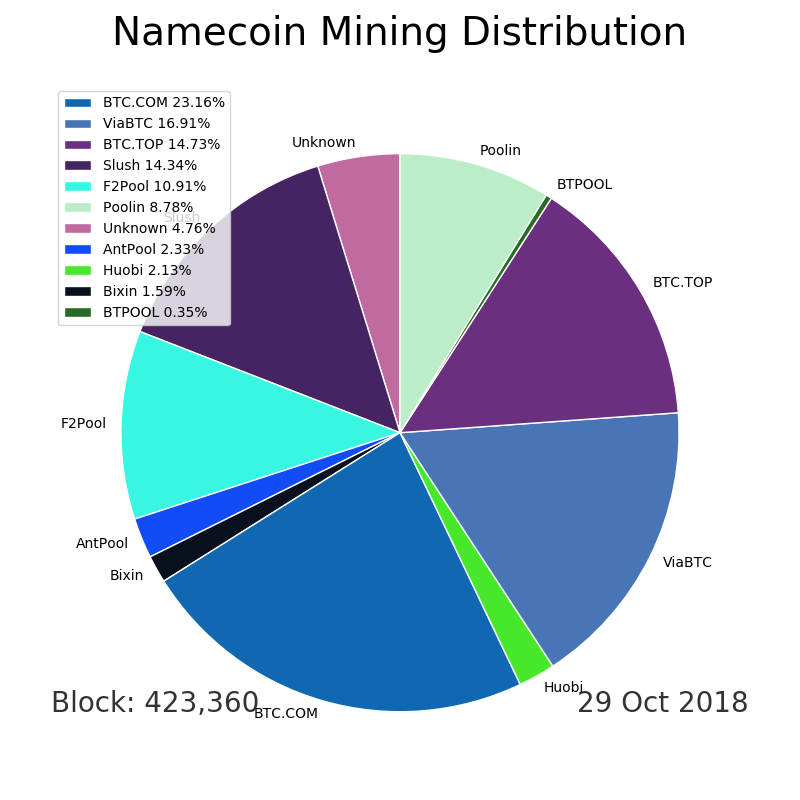 Namecoin Mining Distribution
BTC.COM 23.16%
ViaBTC 16.91%
BTC.TOP 14.73%
Slush 14.34%
F2Pool 10.91%
Poolin 8.78%
Unknown 4.76%
AntPool 2.33%
Huobi 2.13%
Bixin 1.59%
BTPOOL 0.35%
Unknown
Poolin
BTPOOL
Slush
BTC.TOP
F2Pool
AntPool
ViaBTC
Bixin
Huobi
Block: 423,360
BTC.COM
29 Oct 2018